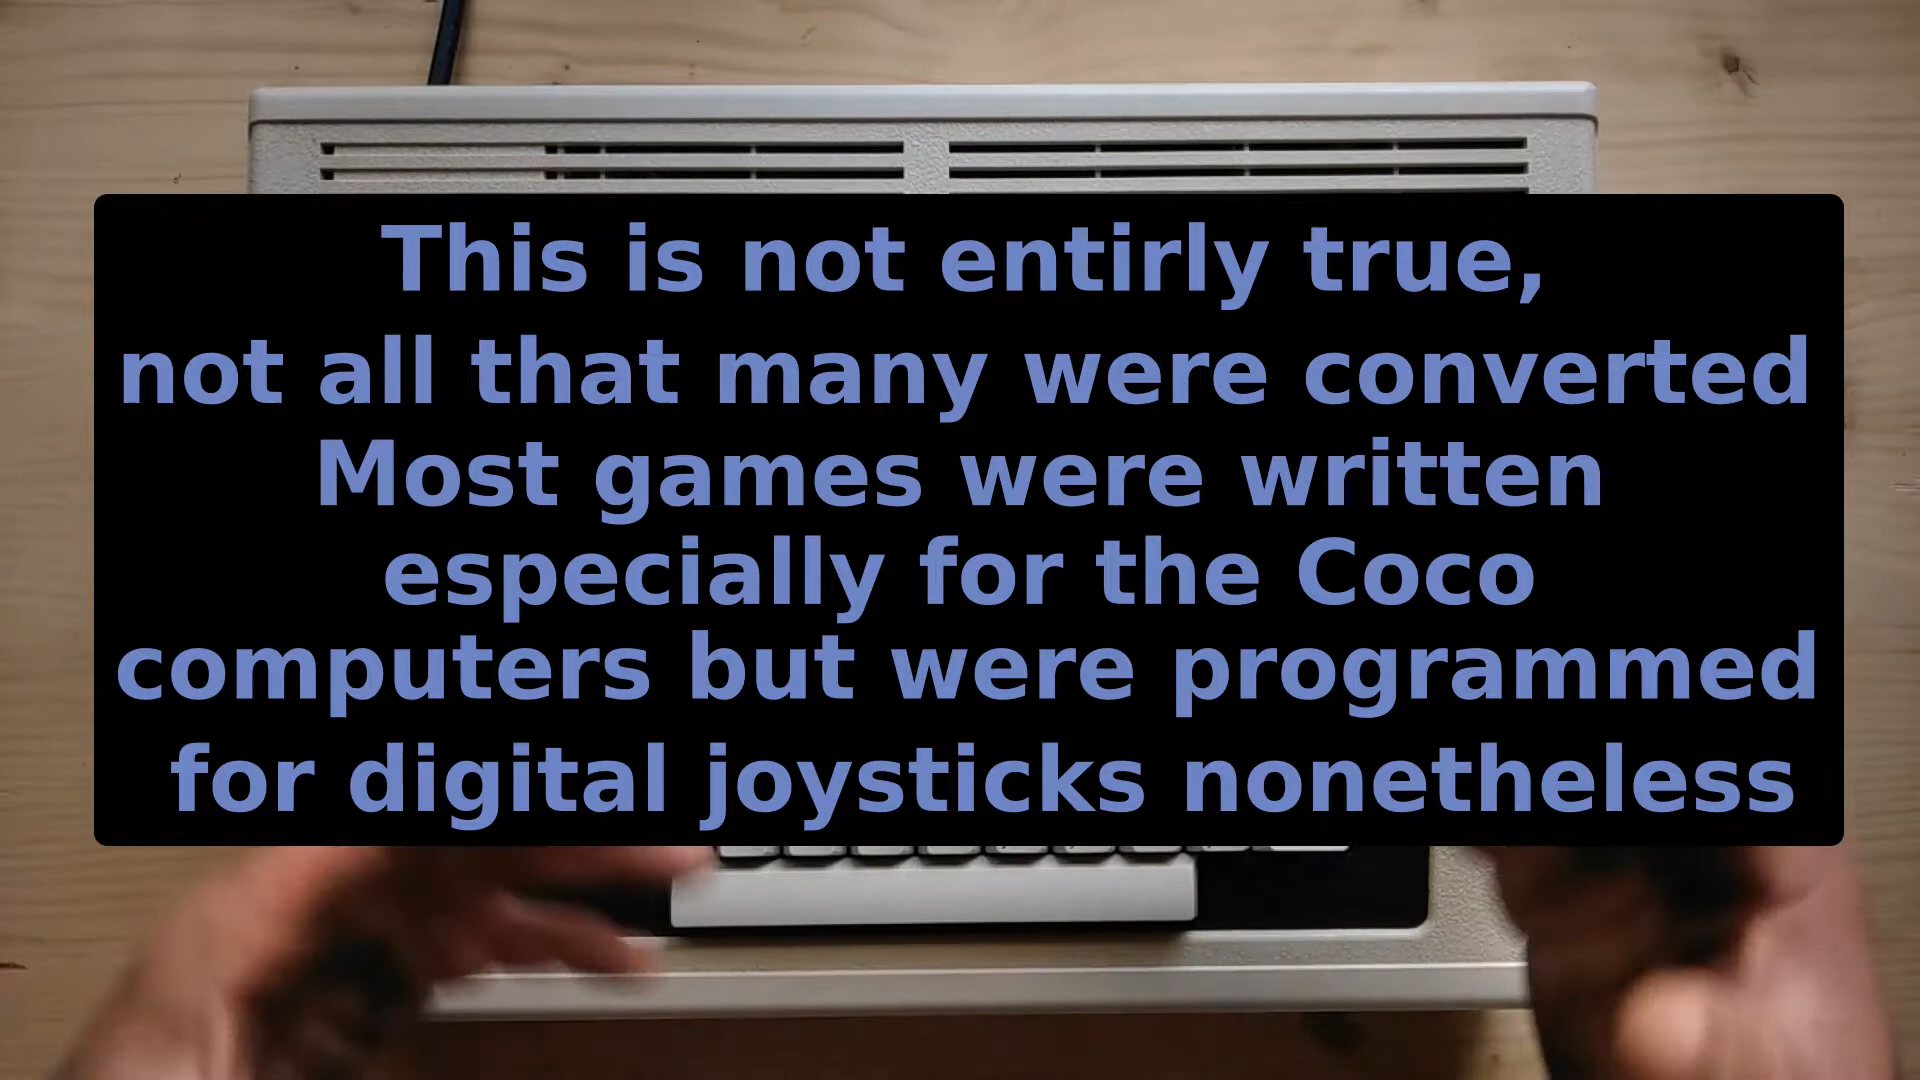 This is not entirly true,
not all that many were converted
Most games were written
especially for the Coco
computers but were programmed
for digital joysticks nonetheless